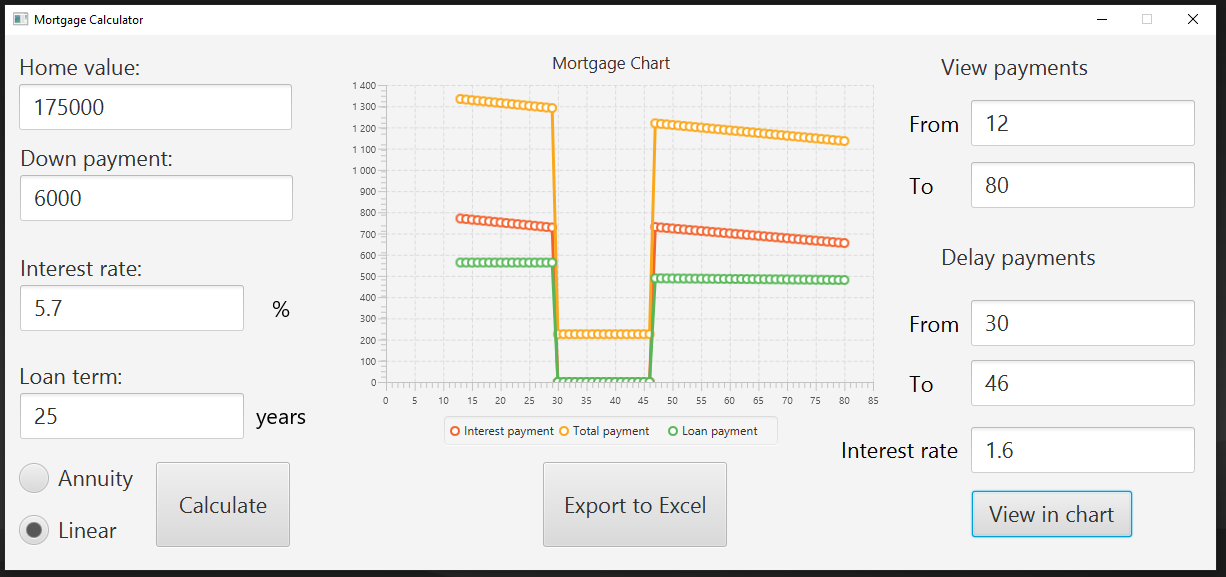 Mortgage Calculator
Home value:
175000
Down payment:
6000
Interest rate:
5.7 %
Loan term:
25 years
Annuity
Linear
Calculate
Mortgage Chart
1 400
1 300
1 200
1 100
1 000
900
800
700
600
500
400
300
200
100
0
0 5 10 15 20 25 30 35 40 45 50 55 60 65 70 75 80 85
Interest payment Total payment Loan payment
Export to Excel
View payments
From 12
To 80
Delay payments
From 30
To 46
Interest rate 1.6
View in chart